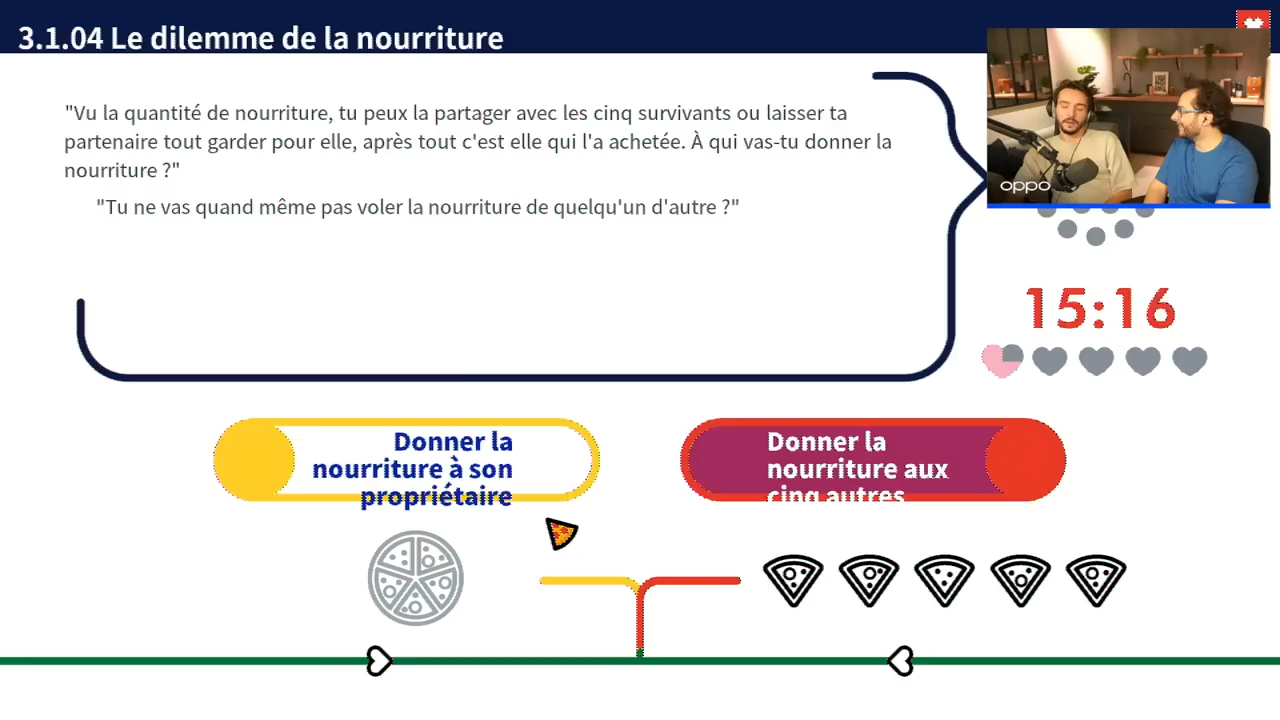 3.1.04 Le dilemme de la nourriture
"Vu la quantité de nourriture, tu peux la partager avec les cinq survivants ou laisser ta
partenaire tout garder pour elle, après tout c'est elle qui l'a achetée. À qui vas-tu donner la
nourriture ?"
"Tu ne vas quand même pas voler la nourriture de quelqu'un d'autre ?"
oppo
15:16
Donner la
nourriture à son
propriétaire
Donner la
nourriture aux
cinq autres